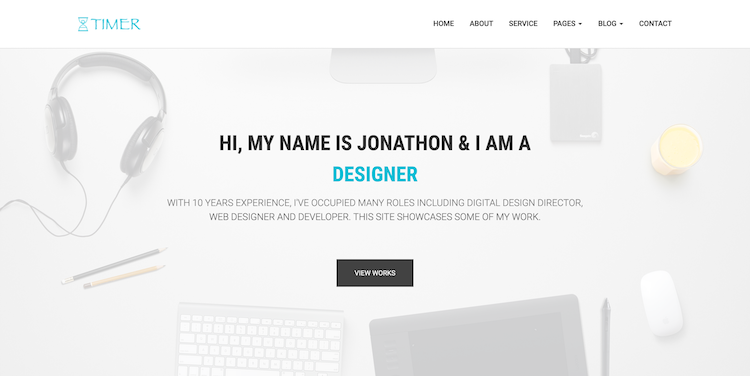 TIMER
HOME
ABOUT
SERVICE
PAGES
BLOG
CONTACT
HI, MY NAME IS JONATHON & I AM A
DESIGNER
WITH 10 YEARS EXPERIENCE, I'VE OCCUPIED MANY ROLES INCLUDING DIGITAL DESIGN DIRECTOR,
WEB DESIGNER AND DEVELOPER. THIS SITE SHOWCASES SOME OF MY WORK.
VIEW WORKS